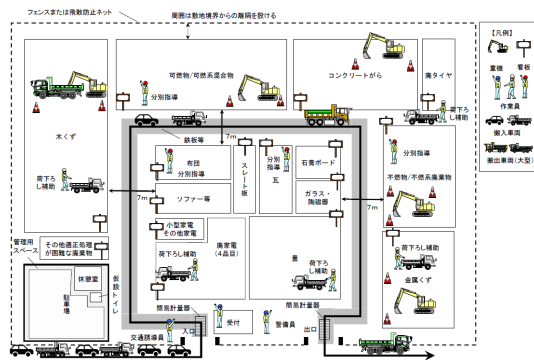 フェンスまたは飛散防止ネット
周囲は敷地境界からの離隔を設ける
【凡例】
重機
看板
作業員
搬入車両
搬出車両(大型)
可燃物/可燃系混合物
分別指導
コンクリートがら
廃タイヤ
荷下ろし補助
木くず
鉄板等
7m
布団
分別指導
スレート板
分別指導
瓦
石膏ボード
分別指導
不燃物/不燃系廃棄物
荷下ろし補助
7m
ソファー等
ガラス・陶磁器
7m
小型家電
その他家電
廃家電
(4品目)
畳
荷下ろし補助
荷下ろし補助
荷下ろし補助
金属くず
その他適正処理
が困難な廃棄物
管理用
スペース
休憩室
仮設トイレ
駐車場
簡易計量器
簡易計量器
入口
受付
警備員
出口
交通誘導員